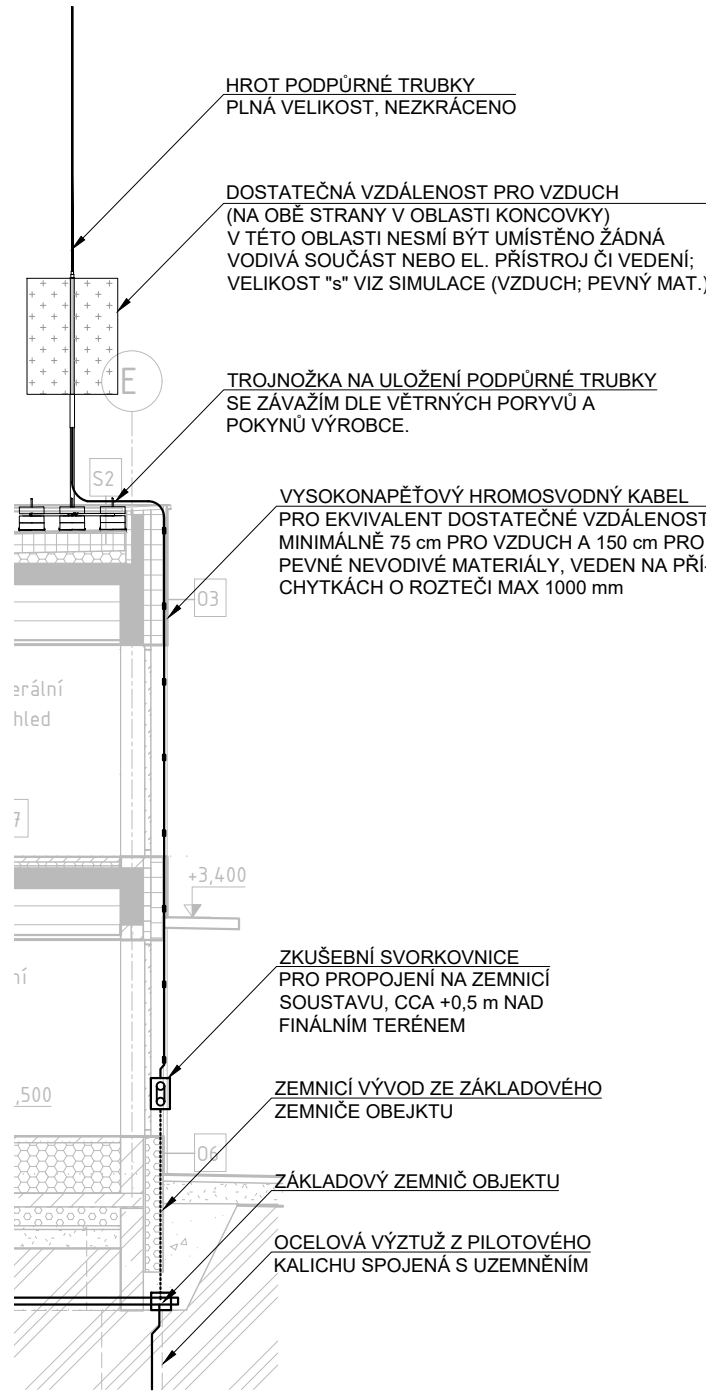 HROT PODPŮRNÉ TRUBKY
PLNÁ VELIKOST, NEZKRÁCENO
DOSTATEČNÁ VZDÁLENOST PRO VZDUCH
(NA OBĚ STRANY V OBLASTI KONCOVKY)
V TÉTO OBLASTI NESMÍ BÝT UMÍSTĚNO ŽÁDNÁ
VODIVÁ SOUČÁST NEBO EL. PŘÍSTROJ ČI VEDENÍ;
VELIKOST "s" VIZ SIMULACE (VZDUCH; PEVNÝ MAT.)
E
TROJNOŽKA NA ULOŽENÍ PODPŮRNÉ TRUBKY
SE ZÁVAŽÍM DLE VĚTRNÝCH PORYVŮ A
POKYNŮ VÝROBCE.
S2
VYSOKONAPĚŤOVÝ HROMOSVODNÝ KABEL
PRO EKVIVALENT DOSTATEČNÉ VZDÁLENOST
MINIMÁLNĚ 75 cm PRO VZDUCH A 150 cm PRO
PEVNÉ NEVODIVÉ MATERIÁLY, VEDEN NA PŘÍ-
CHYTKÁCH O ROZTEČI MAX 1000 mm
O3
erální
hled
7
+3,400
ZKUŠEBNÍ SVORKOVNICE
PRO PROPOJENÍ NA ZEMNICÍ
SOUSTAVU, CCA +0,5 m NAD
FINÁLNÍM TERÉNEM
ní
ZEMNICÍ VÝVOD ZE ZÁKLADOVÉHO
ZEMNIČE OBEJKTU
,500
O6
ZÁKLADOVÝ ZEMNIČ OBJEKTU
OCELOVÁ VÝZTUŽ Z PILOTOVÉHO
KALICHU SPOJENÁ S UZEMNĚNÍM